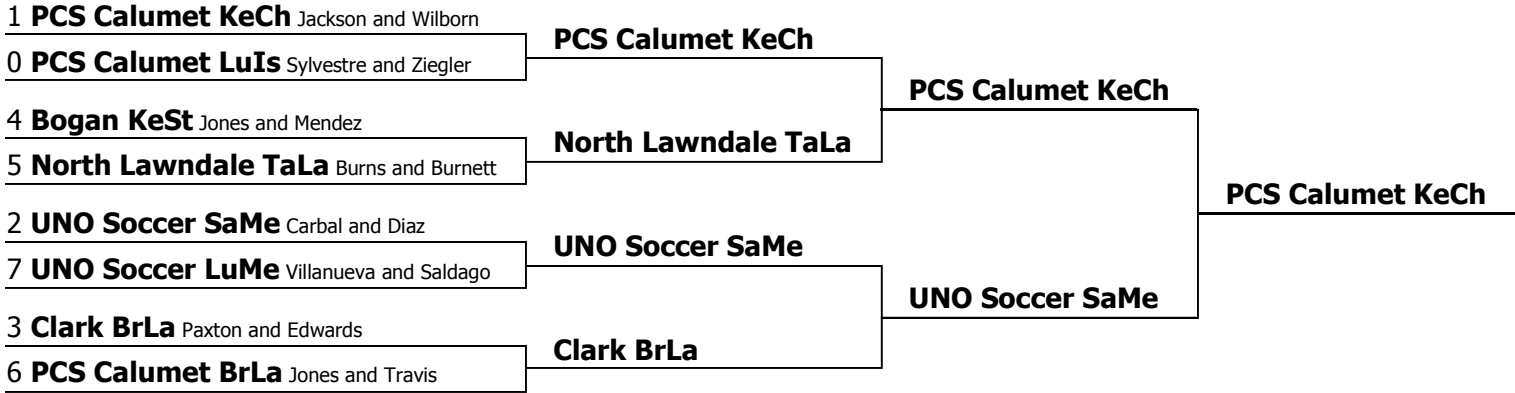 1 PCS Calumet KeCh Jackson and Wilborn
0 PCS Calumet LuIs Sylvestre and Ziegler
4 Bogan KeSt Jones and Mendez
5 North Lawndale TaLa Burns and Burnett
2 UNO Soccer SaMe Carbal and Diaz
7 UNO Soccer LuMe Villanueva and Saldago
3 Clark BrLa Paxton and Edwards
6 PCS Calumet BrLa Jones and Travis
PCS Calumet KeCh
North Lawndale TaLa
UNO Soccer SaMe
Clark BrLa
PCS Calumet KeCh
UNO Soccer SaMe
PCS Calumet KeCh